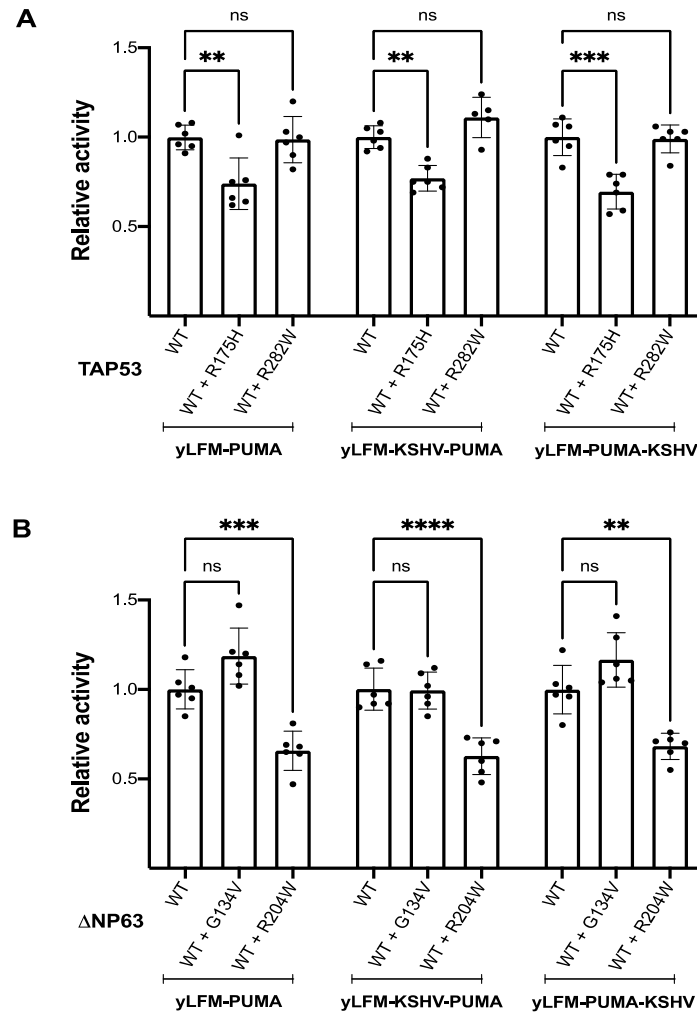 A
ns
ns
ns
**
**
***
1.5
1.0
0.5
Relative activity
TAP53
WT
WT + R175H
WT+ R282W
WT
WT + R175H
WT+ R282W
WT
WT + R175H
WT+ R282W
yLFM-PUMA
yLFM-KSHV-PUMA
yLFM-PUMA-KSHV
B
***
****
**
ns
ns
ns
1.5
1.0
0.5
Relative activity
ΔNP63
WT
WT + G134V
WT + R204W
WT
WT + G134V
WT + R204W
WT
WT + G134V
WT + R204W
yLFM-PUMA
yLFM-KSHV-PUMA
yLFM-PUMA-KSHV